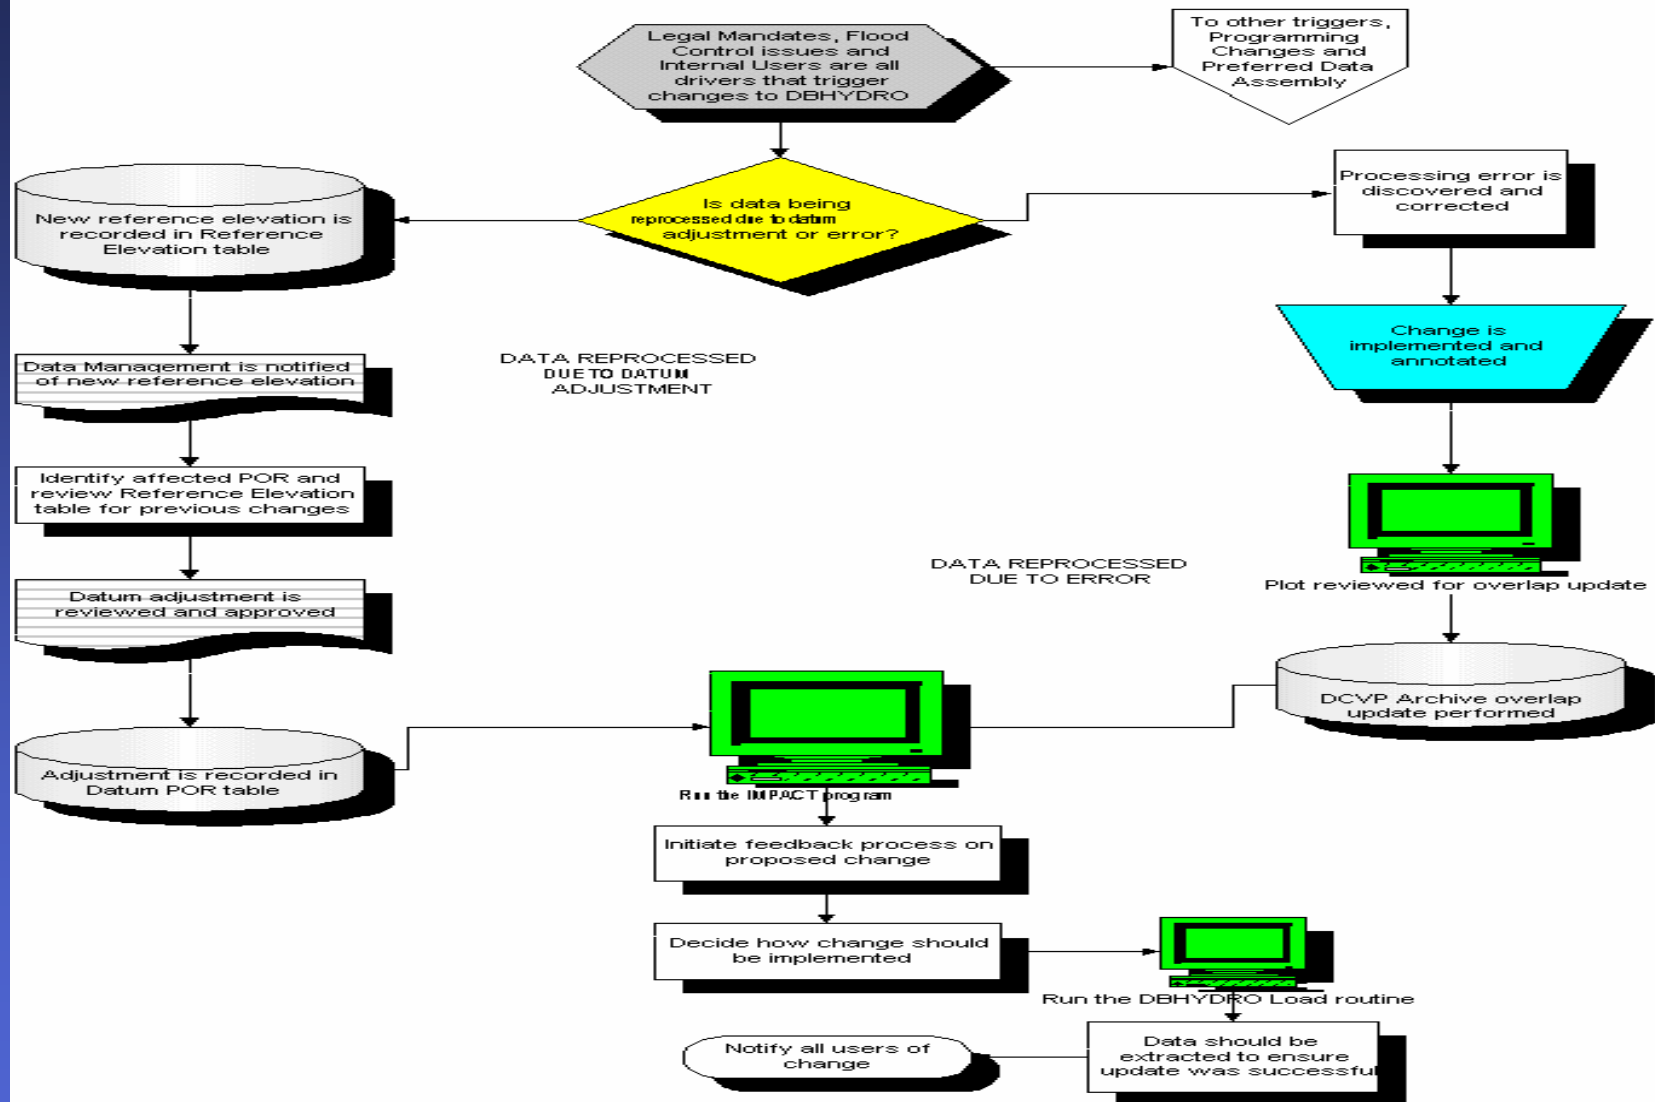 Legal Mandates, Flood
Control issues and
Internal Users are all
drivers that trigger
changes to DBHYDRO
To other triggers,
Programming
Changes and
Preferred Data
Assembly
Is data being
reprocessed due to datum
adjustment or error?
New reference elevation is
recorded in Reference
Elevation table
Processing error is
discovered and
corrected
Data Management is notified
of new reference elevation
DATA REPROCESSED
DUE TO DATUM
ADJUSTMENT
Change is
implemented and
annotated
Identify affected POR and
review Reference Elevation
table for previous changes
DATA REPROCESSED
DUE TO ERROR
Plot reviewed for overlap update
Datum adjustment is
reviewed and approved
DCVP Archive overlap
update performed
Adjustment is recorded in
Datum POR table
Run the IMPACT program
Initiate feedback process on
proposed change
Decide how change should
be implemented
Run the DBHYDRO Load routine
Data should be
extracted to ensure
update was successful
Notify all users of
change